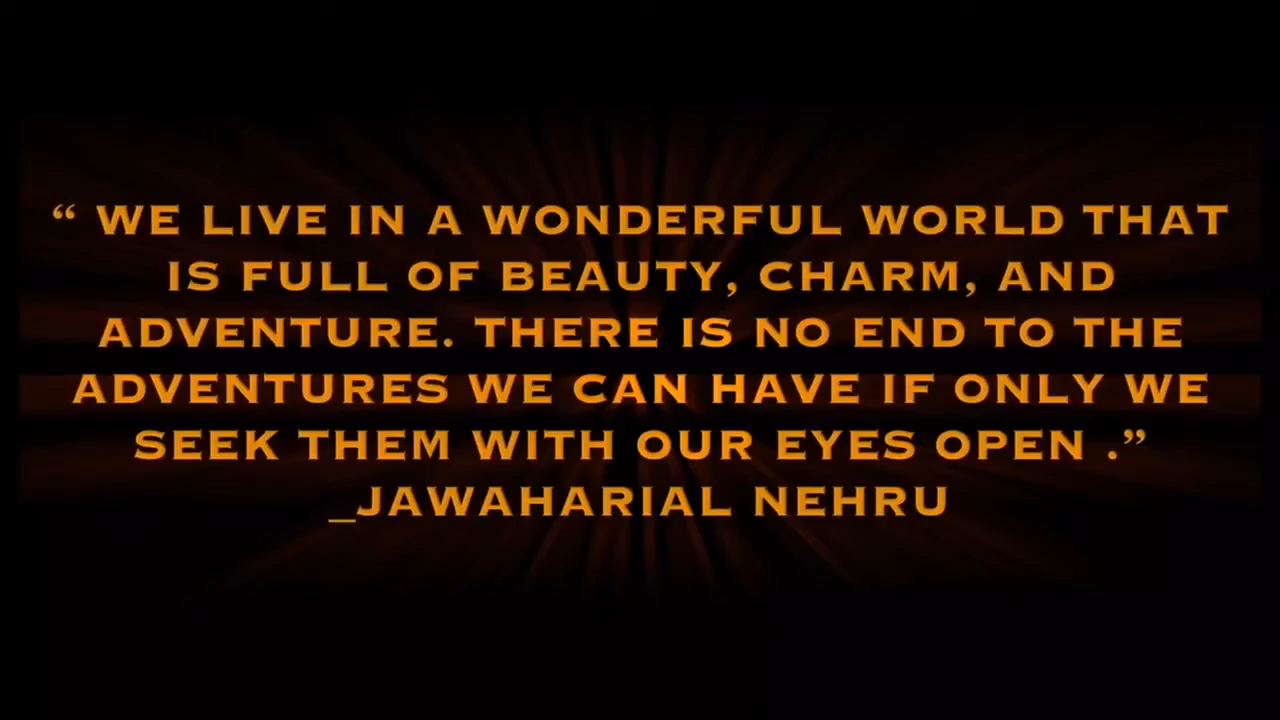 “ WE LIVE IN A WONDERFUL WORLD THAT
IS FULL OF BEAUTY, CHARM, AND
ADVENTURE. THERE IS NO END TO THE
ADVENTURES WE CAN HAVE IF ONLY WE
SEEK THEM WITH OUR EYES OPEN .”
_JAWAHARIAL NEHRU